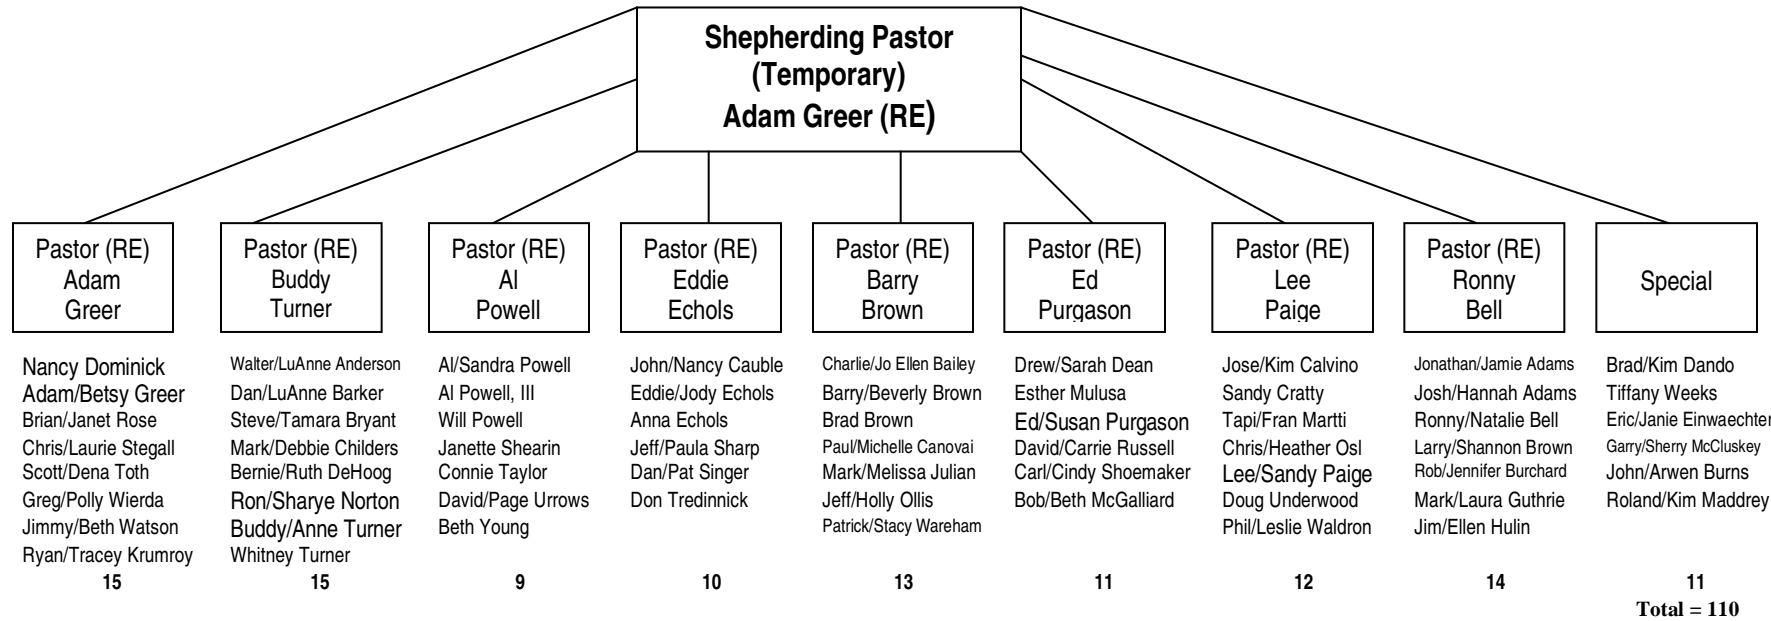 Shepherding Pastor
(Temporary)
Adam Greer (RE)
Pastor (RE)
Adam
Greer
Pastor (RE)
Buddy
Turner
Pastor (RE)
Al
Powell
Pastor (RE)
Eddie
Echols
Pastor (RE)
Barry
Brown
Pastor (RE)
Ed
Purgason
Pastor (RE)
Lee
Paige
Pastor (RE)
Ronny
Bell
Special
Nancy Dominick
Adam/Betsy Greer
Brian/Janet Rose
Chris/Laurie Stegall
Scott/Dena Toth
Greg/Polly Wierda
Jimmy/Beth Watson
Ryan/Tracey Krumroy
15
Walter/LuAnne Anderson
Dan/LuAnne Barker
Steve/Tamara Bryant
Mark/Debbie Childers
Bernie/Ruth DeHoog
Ron/Sharye Norton
Buddy/Anne Turner
Whitney Turner
15
Al/Sandra Powell
Al Powell, III
Will Powell
Janette Shearin
Connie Taylor
David/Page Urrows
Beth Young
9
John/Nancy Cauble
Eddie/Jody Echols
Anna Echols
Jeff/Paula Sharp
Dan/Pat Singer
Don Tredinnick
10
Charlie/Jo Ellen Bailey
Barry/Beverly Brown
Brad Brown
Paul/Michelle Canovai
Mark/Melissa Julian
Jeff/Holly Ollis
Patrick/Stacy Wareham
13
Drew/Sarah Dean
Esther Mulusa
Ed/Susan Purgason
David/Carrie Russell
Carl/Cindy Shoemaker
Bob/Beth McGalliard
11
Jose/Kim Calvino
Sandy Cratty
Tapi/Fran Martti
Chris/Heather Osl
Lee/Sandy Paige
Doug Underwood
Phil/Leslie Waldron
12
Jonathan/Jamie Adams
Josh/Hannah Adams
Ronny/Natalie Bell
Larry/Shannon Brown
Rob/Jennifer Burchard
Mark/Laura Guthrie
Jim/Ellen Hulin
14
Brad/Kim Dando
Tiffany Weeks
Eric/Janie Einwaechter
Garry/Sherry McCluskey
John/Arwen Burns
Roland/Kim Maddrey
11
Total = 110